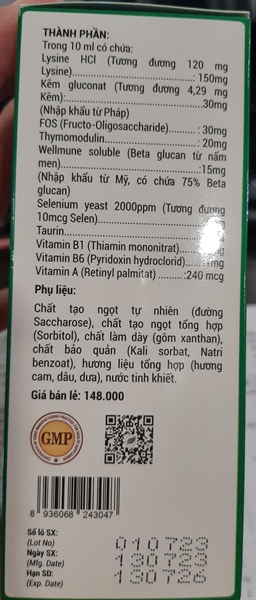 THÀNH PHẦN:
Trong 10 ml có chứa:
Lysine HCl (Tương đương 120 mg
Lysine)............................: 150mg
Kẽm gluconat (Tương đương 4,29 mg
Kẽm):..............................30mg
(Nhập khẩu từ Pháp)
FOS (Fructo-Oligosaccharide).......: 30mg
Thymomodulin.......................: 20mg
Wellmune soluble (Beta glucan từ nấm
men)...............................15mg
(Nhập khẩu từ Mỹ, có chứa 75% Beta
glucan)
Selenium yeast 2000ppm (Tương đương
10mcg Selen)
Taurin
Vitamin B1 (Thiamin mononitrat)
Vitamin B6 (Pyridoxin hydroclorid)
Vitamin A (Retinyl palmitat) .......:240 mcg
Phụ liệu:
Chất tạo ngọt tự nhiên (đường
Saccharose), chất tạo ngọt tổng hợp
(Sorbitol), chất làm dày (gôm xanthan),
chất bảo quản (Kali sorbat, Natri
benzoat), hương liệu tổng hợp (hương
cam, dâu, dưa), nước tinh khiết.
Giá bán lẻ: 148.000
GMP
8 936068 243047
Số lô SX:
(Lot No)
010723
Ngày SX:
(Mfg. Date)
130723
Hạn SD:
(Exp. Date)
130726